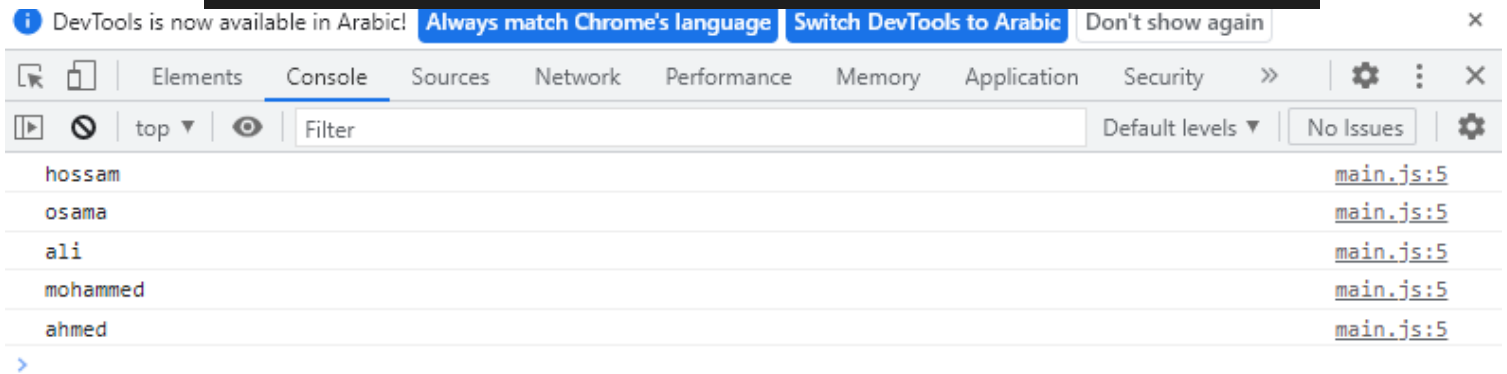 DevTools is now available in Arabic! Always match Chrome's language Switch DevTools to Arabic Don't show again
Elements Console Sources Network Performance Memory Application Security
top Filter Default levels No Issues
hossam main.js:5
osama main.js:5
ali main.js:5
mohammed main.js:5
ahmed main.js:5